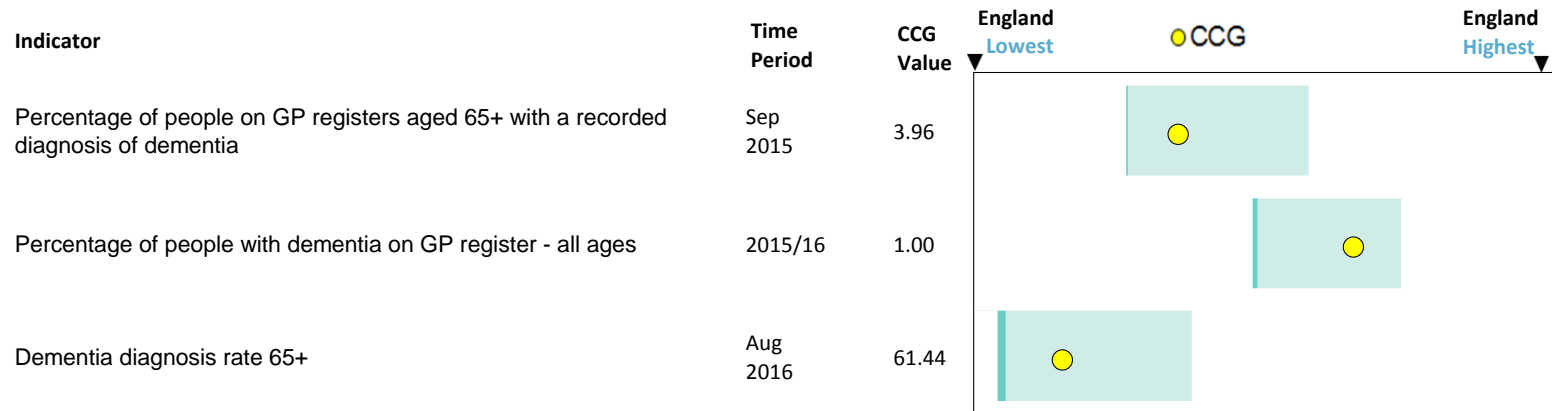 Indicator
Time
Period
CCG
Value
England
Lowest
CCG
England
Highest
Percentage of people on GP registers aged 65+ with a recorded
diagnosis of dementia
Sep
2015
3.96
Percentage of people with dementia on GP register - all ages
2015/16
1.00
Dementia diagnosis rate 65+
Aug
2016
61.44